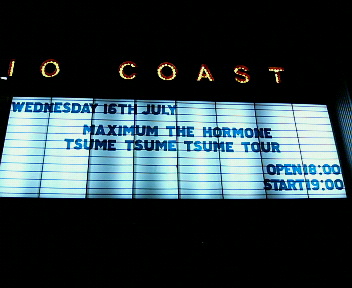 IO COAST
WEDNESDAY 16TH JULY
MAXIMUM THE HORMONE
TSUME TSUME TSUME TOUR
OPEN18:00
START19:00